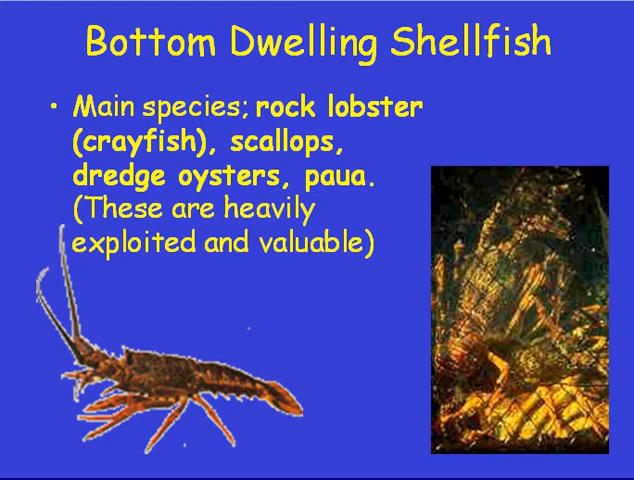 Bottom Dwelling Shellfish
• Main species; rock lobster
(crayfish), scallops,
dredge oysters, paua.
(These are heavily
exploited and valuable)